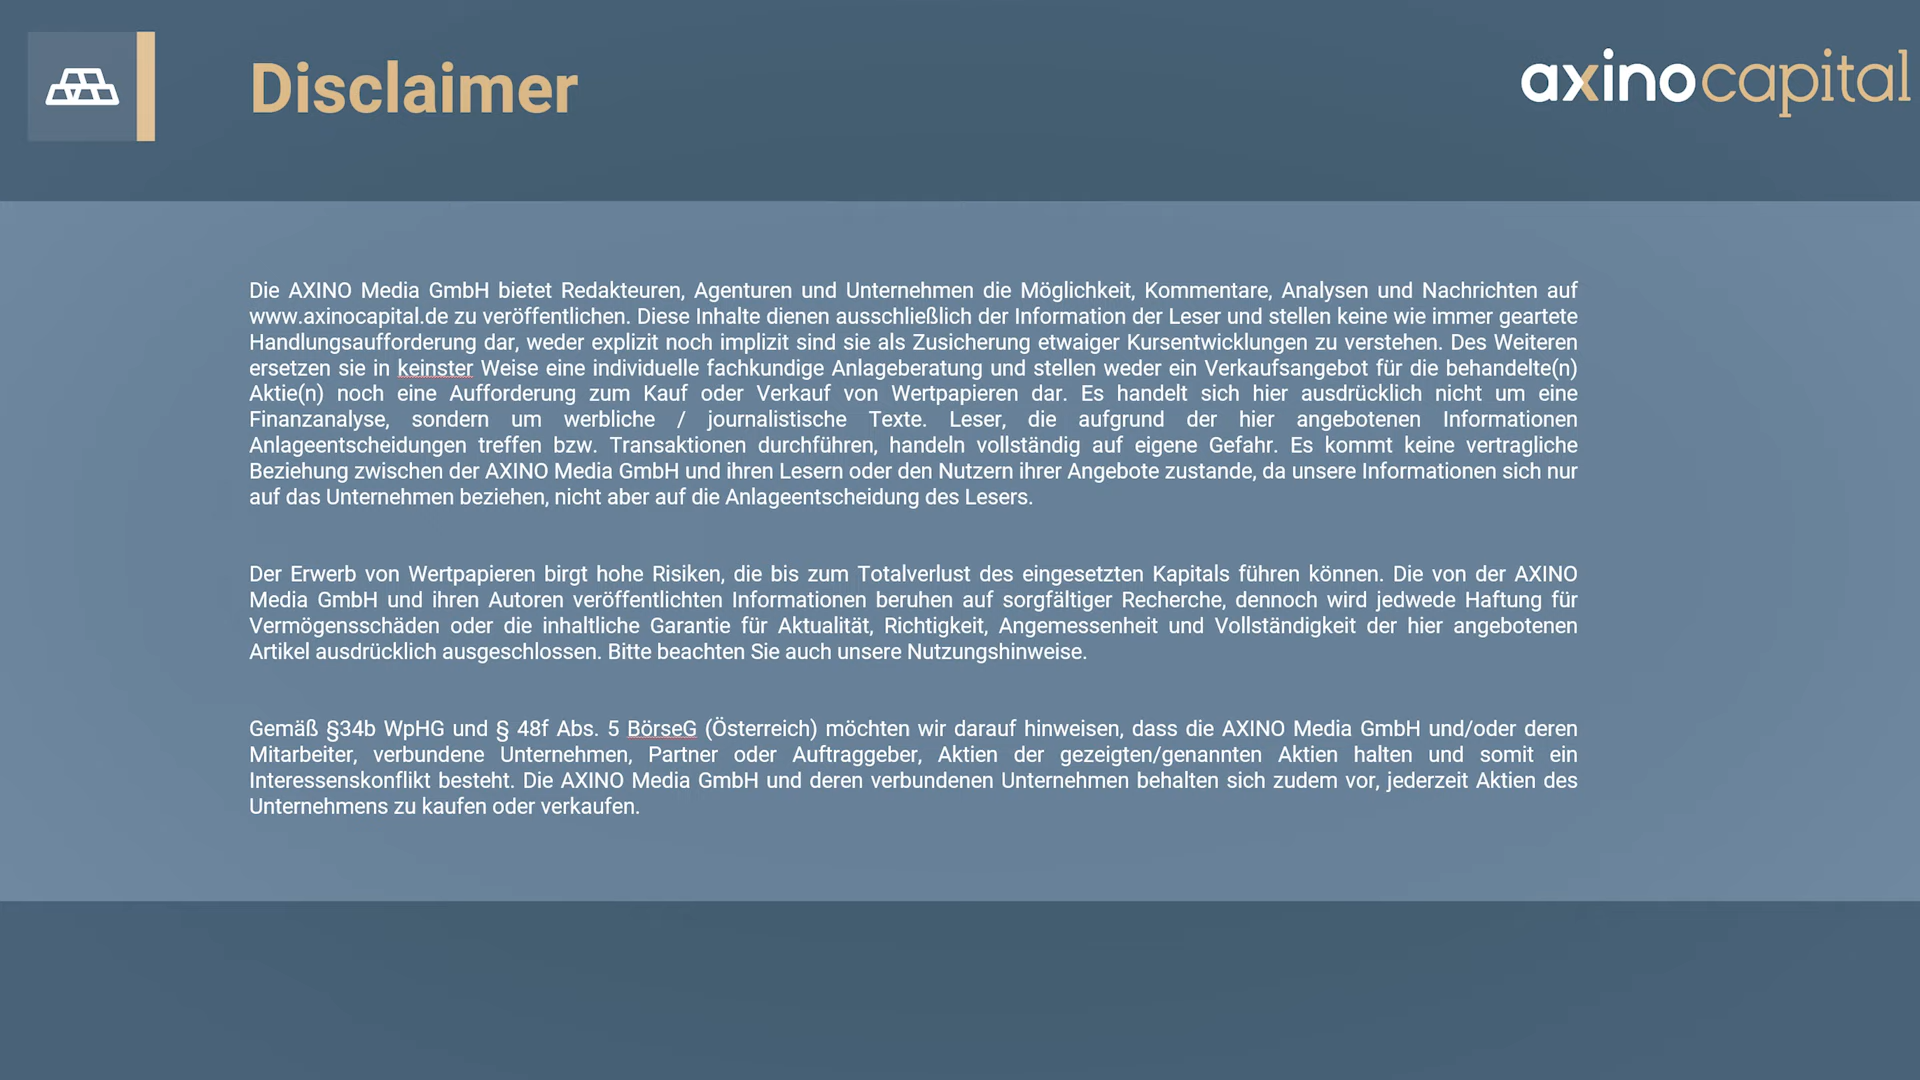 Disclaimer
axinocapital
Die AXINO Media GmbH bietet Redakteuren, Agenturen und Unternehmen die Möglichkeit, Kommentare, Analysen und Nachrichten auf
www.axinocapital.de zu veröffentlichen. Diese Inhalte dienen ausschließlich der Information der Leser und stellen keine wie immer geartete
Handlungsaufforderung dar, weder explizit noch implizit sind sie als Zusicherung etwaiger Kursentwicklungen zu verstehen. Des Weiteren
ersetzen sie in keinster Weise eine individuelle fachkundige Anlageberatung und stellen weder ein Verkaufsangebot für die behandelte(n)
Aktie(n) noch eine Aufforderung zum Kauf oder Verkauf von Wertpapieren dar. Es handelt sich hier ausdrücklich nicht um eine
Finanzanalyse, sondern um werbliche / journalistische Texte. Leser, die aufgrund der hier angebotenen Informationen
Anlageentscheidungen treffen bzw. Transaktionen durchführen, handeln vollständig auf eigene Gefahr. Es kommt keine vertragliche
Beziehung zwischen der AXINO Media GmbH und ihren Lesern oder den Nutzern ihrer Angebote zustande, da unsere Informationen sich nur
auf das Unternehmen beziehen, nicht aber auf die Anlageentscheidung des Lesers.
Der Erwerb von Wertpapieren birgt hohe Risiken, die bis zum Totalverlust des eingesetzten Kapitals führen können. Die von der AXINO
Media GmbH und ihren Autoren veröffentlichten Informationen beruhen auf sorgfältiger Recherche, dennoch wird jedwede Haftung für
Vermögensschäden oder die inhaltliche Garantie für Aktualität, Richtigkeit, Angemessenheit und Vollständigkeit der hier angebotenen
Artikel ausdrücklich ausgeschlossen. Bitte beachten Sie auch unsere Nutzungshinweise.
Gemäß §34b WpHG und § 48f Abs. 5 BörseG (Österreich) möchten wir darauf hinweisen, dass die AXINO Media GmbH und/oder deren
Mitarbeiter, verbundene Unternehmen, Partner oder Auftraggeber, Aktien der gezeigten/genannten Aktien halten und somit ein
Interessenskonflikt besteht. Die AXINO Media GmbH und deren verbundenen Unternehmen behalten sich zudem vor, jederzeit Aktien des
Unternehmens zu kaufen oder verkaufen.